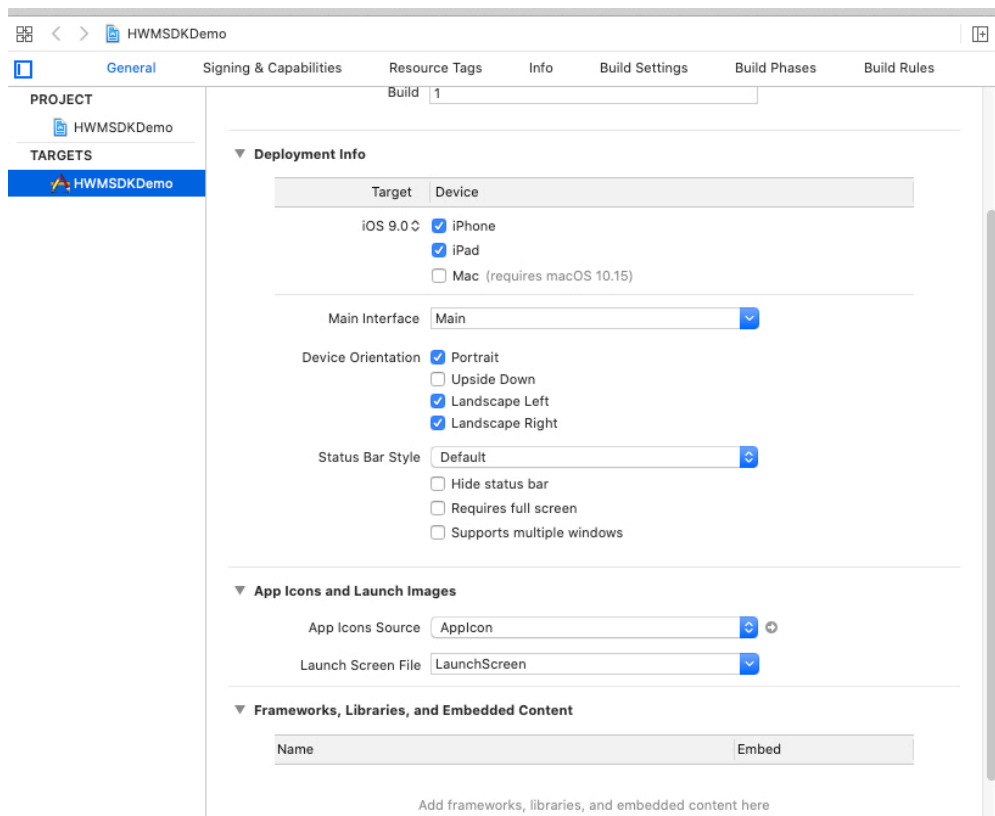 HWMSDKDemo
General Signing & Capabilities Resource Tags Info Build Settings Build Phases Build Rules
PROJECT
HWMSDKDemo
TARGETS
HWMSDKDemo
Build 1
Deployment Info
Target Device
iOS 9.0 iPhone
iPad
Mac (requires macOS 10.15)
Main Interface Main
Device Orientation Portrait
Upside Down
Landscape Left
Landscape Right
Status Bar Style Default
Hide status bar
Requires full screen
Supports multiple windows
App Icons and Launch Images
App Icons Source AppIcon
Launch Screen File LaunchScreen
Frameworks, Libraries, and Embedded Content
Name Embed
Add frameworks, libraries, and embedded content here